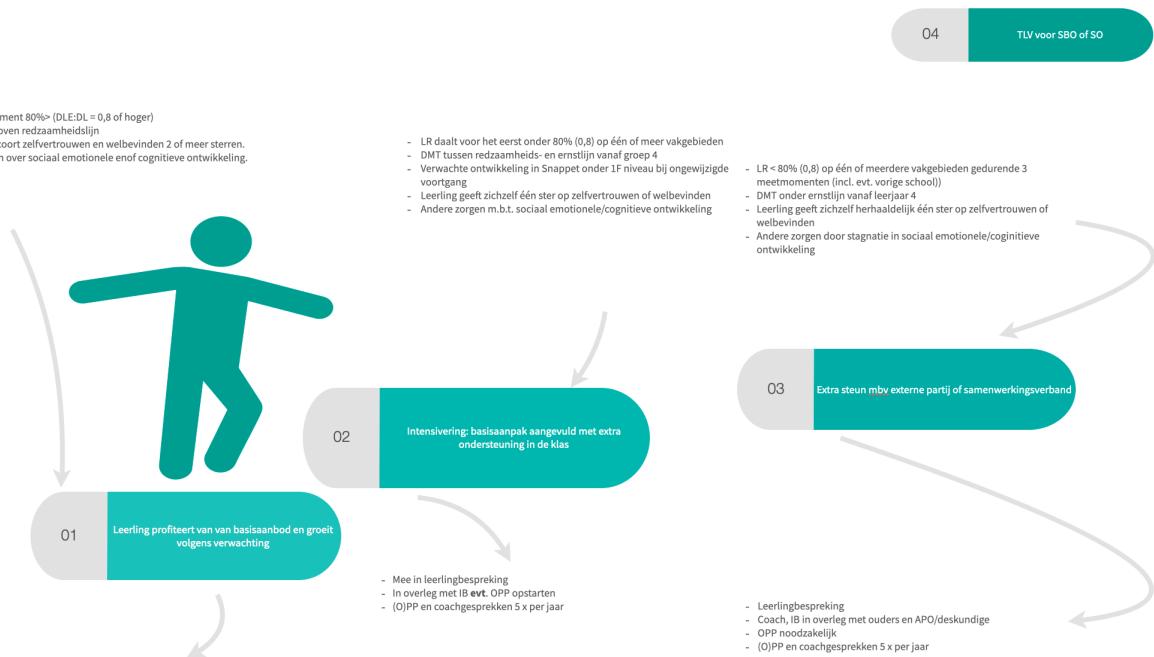 04
TLV voor SBO of SO
ment 80%> (DLE:DL = 0,8 of hoger)
oven redzaamheidslijn
coort zelfvertrouwen en welbevinden 2 of meer sterren.
n over sociaal emotionele enof cognitieve ontwikkeling.
- LR daalt voor het eerst onder 80% (0,8) op één of meer vakgebieden
- DMT tussen redzaamheids- en ernstlijn vanaf groep 4
- Verwachte ontwikkeling in Snappet onder 1F niveau bij ongewijzigde
voortgang
- Leerling geeft zichzelf één ster op zelfvertrouwen of welbevinden
- Andere zorgen m.b.t. sociaal emotionele/cognitieve ontwikkeling
- LR < 80% (0,8) op één of meerdere vakgebieden gedurende 3
meetmomenten (incl. evt. vorige school))
- DMT onder ernstlijn vanaf leerjaar 4
- Leerling geeft zichzelf herhaaldelijk één ster op zelfvertrouwen of
welbevinden
- Andere zorgen door stagnatie in sociaal emotionele/coginitieve
ontwikkeling
03
Extra steun mbv externe partij of samenwerkingsverband
02
Intensivering: basisaanpak aangevuld met extra
ondersteuning in de klas
01
Leerling profiteert van van basisaanbod en groeit
volgens verwachting
- Mee in leerlingbespreking
- In overleg met IB evt. OPP opstarten
- (O)PP en coachgesprekken 5 x per jaar
- Leerlingbespreking
- Coach, IB in overleg met ouders en APO/deskundige
- OPP noodzakelijk
- (O)PP en coachgesprekken 5 x per jaar